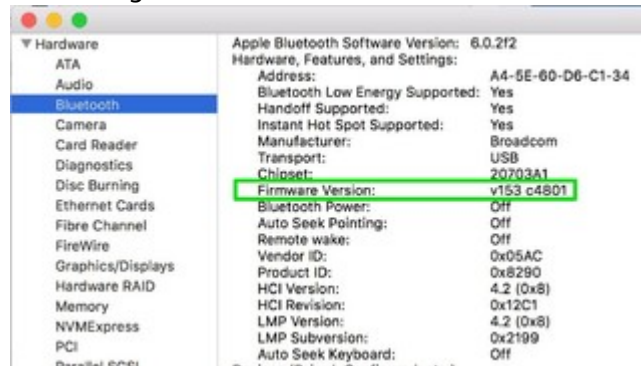 Hardware
ATA
Audio
Bluetooth
Camera
Card Reader
Diagnostics
Disc Burning
Ethernet Cards
Fibre Channel
FireWire
Graphics/Displays
Hardware RAID
Memory
NVMExpress
PCI
Parallel SCSI
Apple Bluetooth Software Version: 6.0.2f2
Hardware, Features, and Settings:
Address: A4-5E-60-D6-C1-34
Bluetooth Low Energy Supported: Yes
Handoff Supported: Yes
Instant Hot Spot Supported: Yes
Manufacturer: Broadcom
Transport: USB
Chipset: 20703A1
Firmware Version: v153 c4801
Bluetooth Power: Off
Auto Seek Pointing: Off
Remote wake: Off
Vendor ID: 0x05AC
Product ID: 0x8290
HCI Version: 4.2 (0x8)
HCI Revision: 0x12C1
LMP Version: 4.2 (0x8)
LMP Subversion: 0x2199
Auto Seek Keyboard: Off